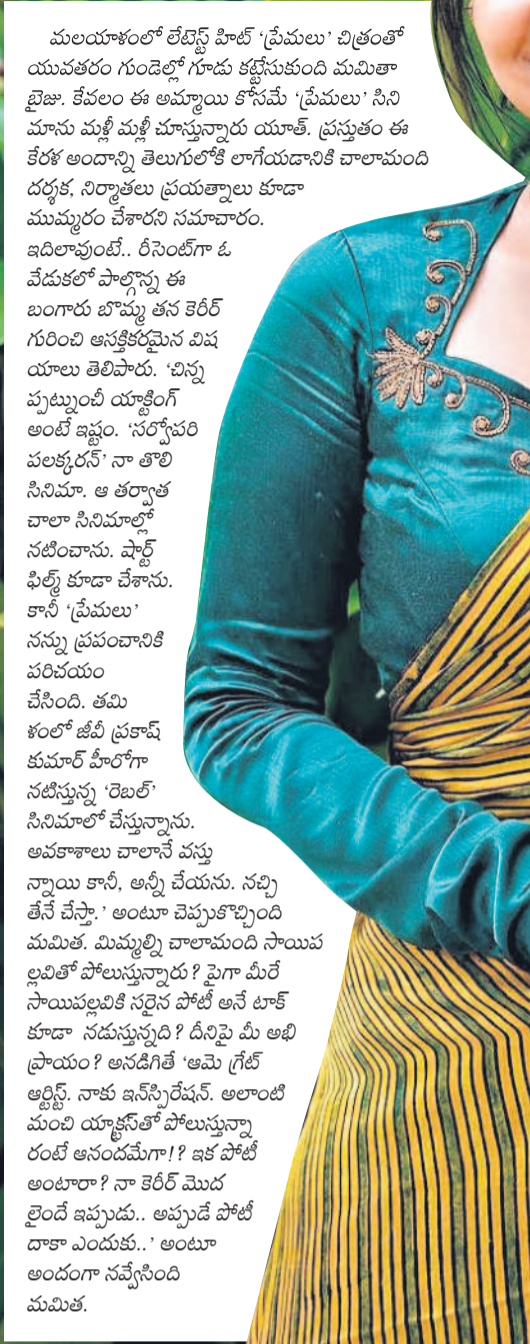 మలయాళంలో లేటెస్ట్ హిట్ ‘ప్రేమలు’ చిత్రంతో
యువతరం గుండెల్లో గూడు కట్టేసుకుంది మమితా
బైజు. కేవలం ఈ అమ్మాయి కోసమే ‘ప్రేమలు’ సిని
మాను మళ్లీ మళ్లీ చూస్తున్నారు యూత్. ప్రస్తుతం ఈ
కేరళ అందాన్ని తెలుగులోకి లాగేయడానికి చాలామంది
దర్శక, నిర్మాతలు ప్రయత్నాలు కూడా
ముమ్మరం చేశారని సమాచారం.
ఇదిలావుంటే.. రీసెంట్‌గా ఓ
వేడుకలో పాల్గొన్న ఈ
బంగారు బొమ్మ తన కెరీర్
గురించి ఆసక్తికరమైన విష
యాలు తెలిపారు. ‘చిన్న
ప్పట్నుంచీ యాక్టింగ్
అంటే ఇష్టం. ‘సర్వోపరి
పలక్కరన్’ నా తొలి
సినిమా. ఆ తర్వాత
చాలా సినిమాల్లో
నటించాను. షార్ట్
ఫిల్మ్ కూడా చేశాను.
కానీ ‘ప్రేమలు’
నన్ను ప్రపంచానికి
పరిచయం
చేసింది. తమి
ళంలో జీవీ ప్రకాష్
కుమార్ హీరోగా
నటిస్తున్న ‘రెబల్’
సినిమాలో చేస్తున్నాను.
అవకాశాలు చాలానే వస్తు
న్నాయి కానీ, అన్నీ చేయను. నచ్చి
తేనే చేస్తా.’ అంటూ చెప్పుకొచ్చింది
మమిత. మిమ్మల్ని చాలామంది సాయిప
ల్లవితో పోలుస్తున్నారు? పైగా మీరే
సాయిపల్లవికి సరైన పోటీ అనే టాక్
కూడా నడుస్తున్నది? దీనిపై మీ అభి
ప్రాయం? అనడిగితే ‘ఆమె గ్రేట్
ఆర్టిస్ట్. నాకు ఇన్‌స్పిరేషన్. అలాంటి
మంచి యాక్ట్రస్‌తో పోలుస్తున్నా
రంటే ఆనందమేగా!? ఇక పోటీ
అంటారా? నా కెరీర్ మొద
లైందే ఇప్పుడు.. అప్పుడే పోటీ
దాకా ఎందుకు..’ అంటూ
అందంగా నవ్వేసింది
మమిత.